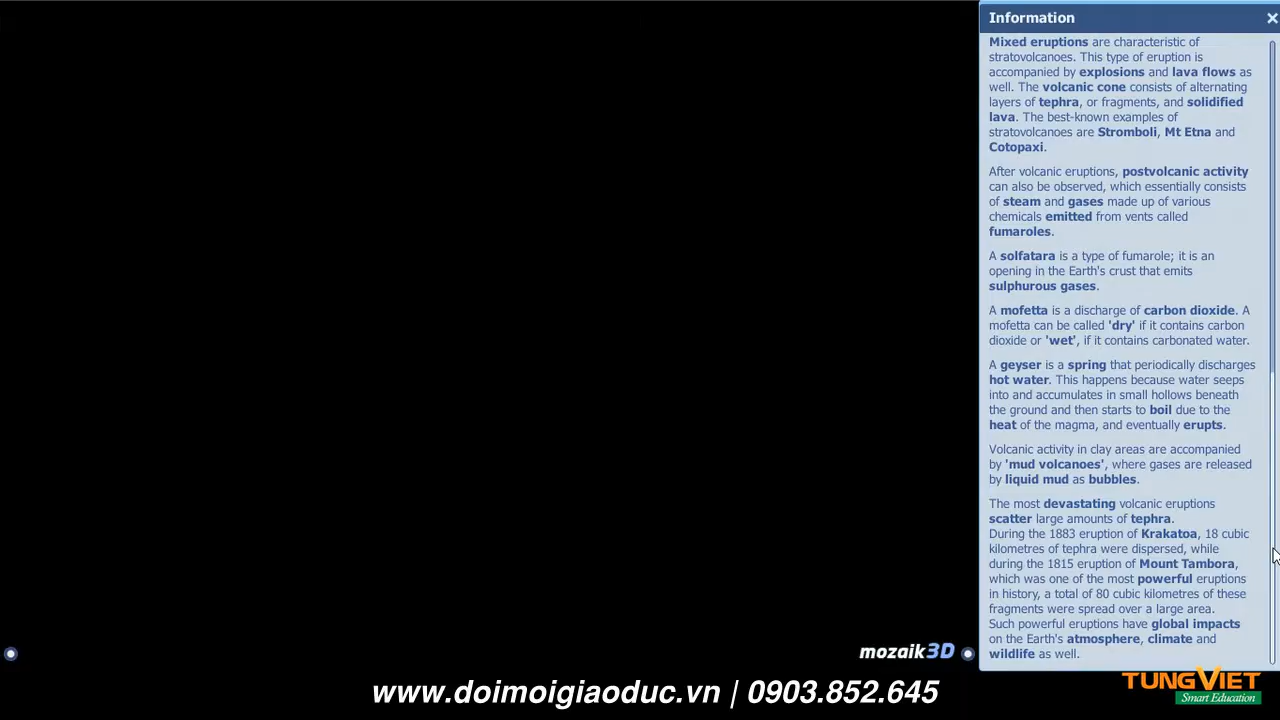 Information
Mixed eruptions are characteristic of
stratovolcanoes. This type of eruption is
accompanied by explosions and lava flows as
well. The volcanic cone consists of alternating
layers of tephra, or fragments, and solidified
lava. The best-known examples of
stratovolcanoes are Stromboli, Mt Etna and
Cotopaxi.
After volcanic eruptions, postvolcanic activity
can also be observed, which essentially consists
of steam and gases made up of various
chemicals emitted from vents called
fumaroles.
A solfatara is a type of fumarole; it is an
opening in the Earth's crust that emits
sulphurous gases.
A mofetta is a discharge of carbon dioxide. A
mofetta can be called 'dry' if it contains carbon
dioxide or 'wet', if it contains carbonated water.
A geyser is a spring that periodically discharges
hot water. This happens because water seeps
into and accumulates in small hollows beneath
the ground and then starts to boil due to the
heat of the magma, and eventually erupts.
Volcanic activity in clay areas are accompanied
by 'mud volcanoes', where gases are released
by liquid mud as bubbles.
The most devastating volcanic eruptions
scatter large amounts of tephra.
During the 1883 eruption of Krakatoa, 18 cubic
kilometres of tephra were dispersed, while
during the 1815 eruption of Mount Tambora,
which was one of the most powerful eruptions
in history, a total of 80 cubic kilometres of these
fragments were spread over a large area.
Such powerful eruptions have global impacts
on the Earth's atmosphere, climate and
wildlife as well.
mozaik3D
www.doimoigiaoduc.vn | 0903.852.645
TUNG VIET
Smart Education